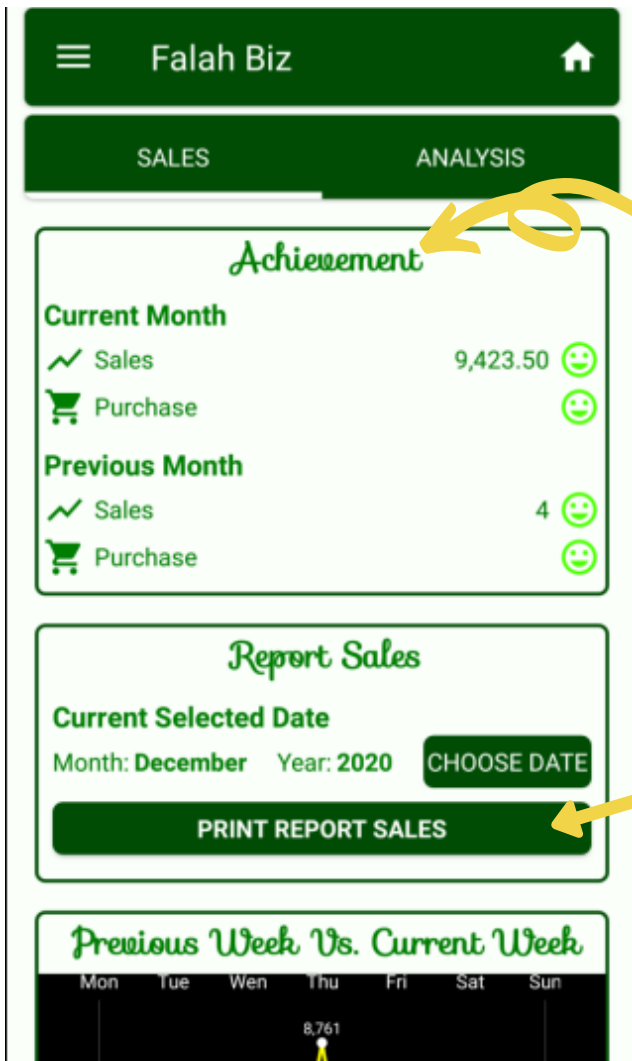 Falah Biz
SALES ANALYSIS
Achievement
Current Month
Sales 9,423.50
Purchase
Previous Month
Sales 4
Purchase
Report Sales
Current Selected Date
Month: December Year: 2020 CHOOSE DATE
PRINT REPORT SALES
Previous Week Vs. Current Week
Mon Tue Wen Thu Fri Sat Sun
8,761